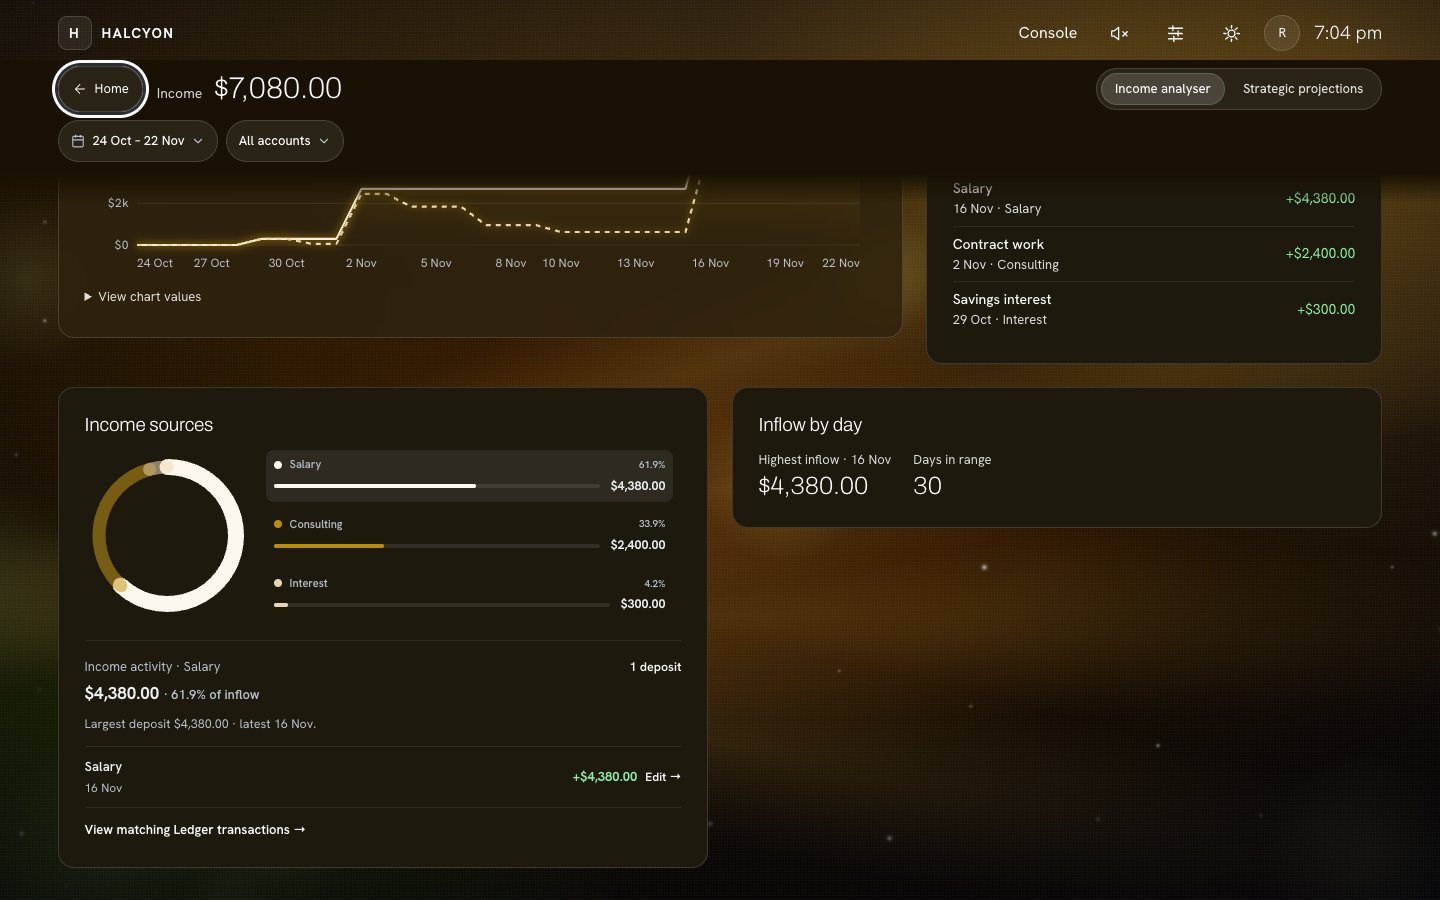 H HALCYON
Console
R
7:04 pm
← Home
Income $7,080.00
Income analyser
Strategic projections
24 Oct – 22 Nov
All accounts
$2k
$0
24 Oct 27 Oct 30 Oct 2 Nov 5 Nov 8 Nov 10 Nov 13 Nov 16 Nov 19 Nov 22 Nov
▶ View chart values
Salary
16 Nov · Salary
+$4,380.00
Contract work
2 Nov · Consulting
+$2,400.00
Savings interest
29 Oct · Interest
+$300.00
Income sources
Salary 61.9%
$4,380.00
Consulting 33.9%
$2,400.00
Interest 4.2%
$300.00
Income activity · Salary 1 deposit
$4,380.00 · 61.9% of inflow
Largest deposit $4,380.00 · latest 16 Nov.
Salary
16 Nov
+$4,380.00 Edit →
View matching Ledger transactions →
Inflow by day
Highest inflow · 16 Nov
$4,380.00
Days in range
30